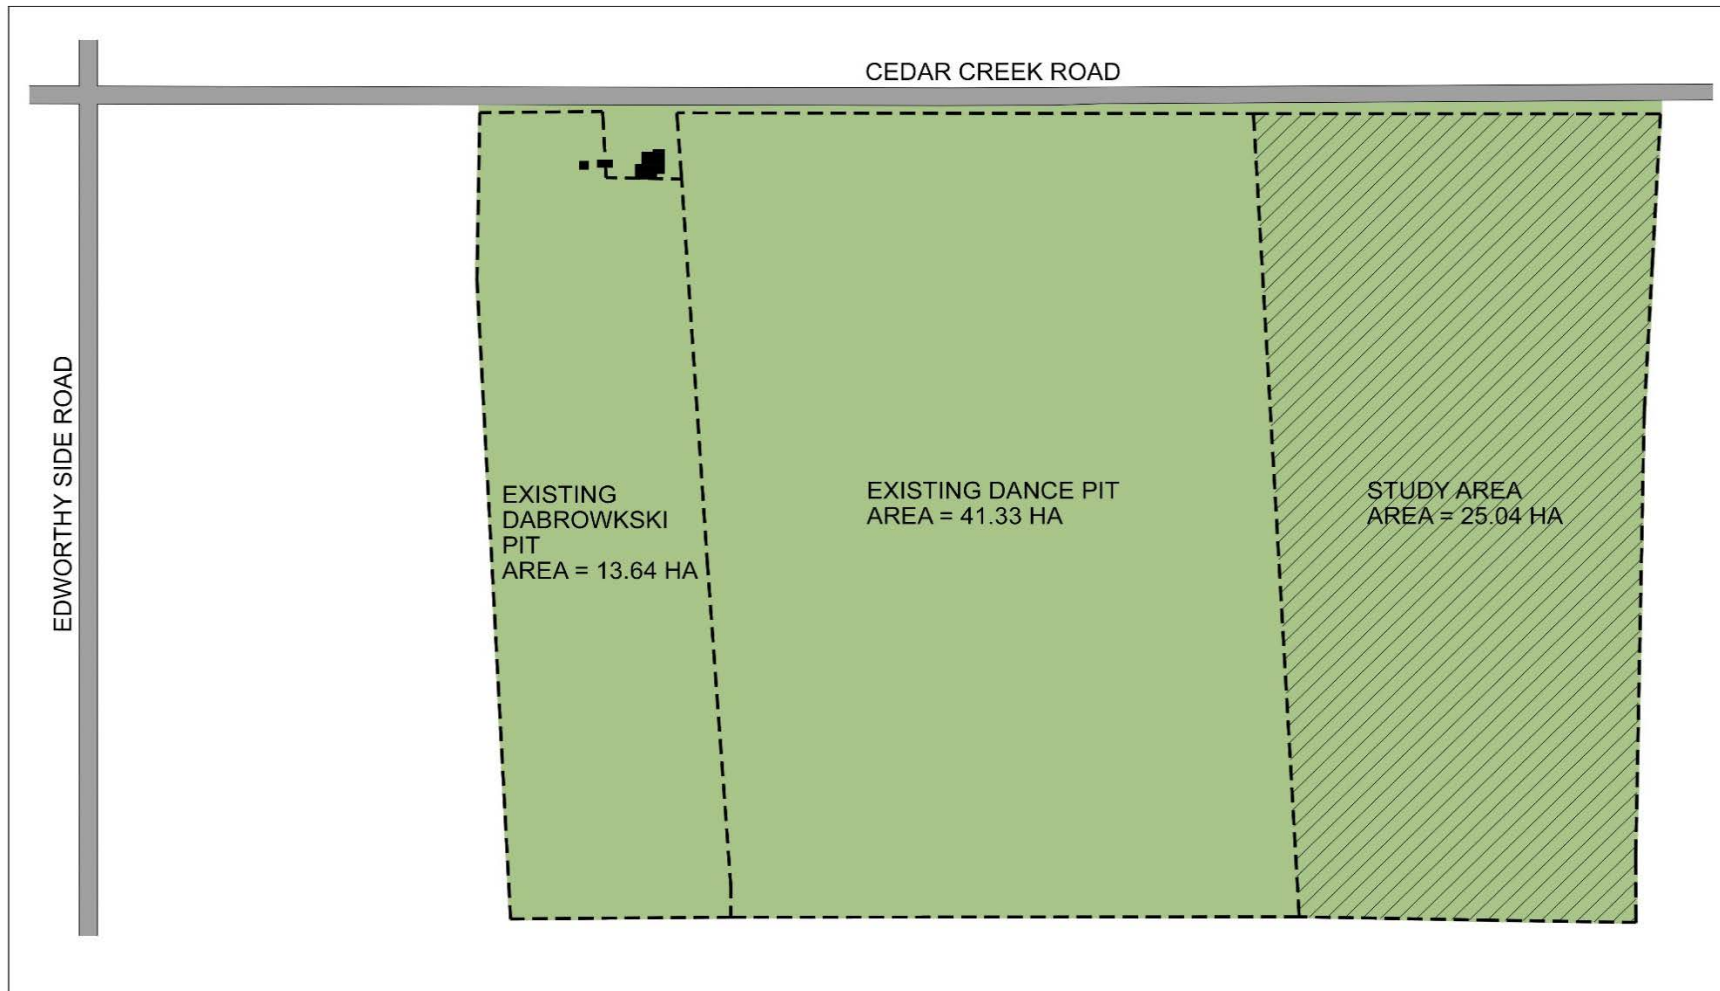 CEDAR CREEK ROAD
EDWORTHY SIDE ROAD
EXISTING
DABROWKSKI
PIT
AREA = 13.64 HA
EXISTING DANCE PIT
AREA = 41.33 HA
STUDY AREA
AREA = 25.04 HA